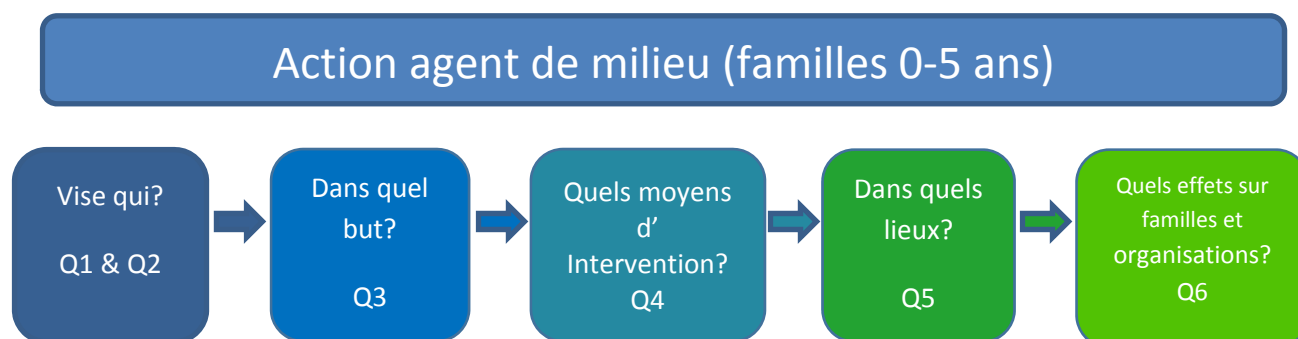 Action agent de milieu (familles 0-5 ans)
Vise qui?
Q1 & Q2
Dans quel
but?
Q3
Quels moyens
d’
Intervention?
Q4
Dans quels
lieux?
Q5
Quels effets sur
familles et
organisations?
Q6